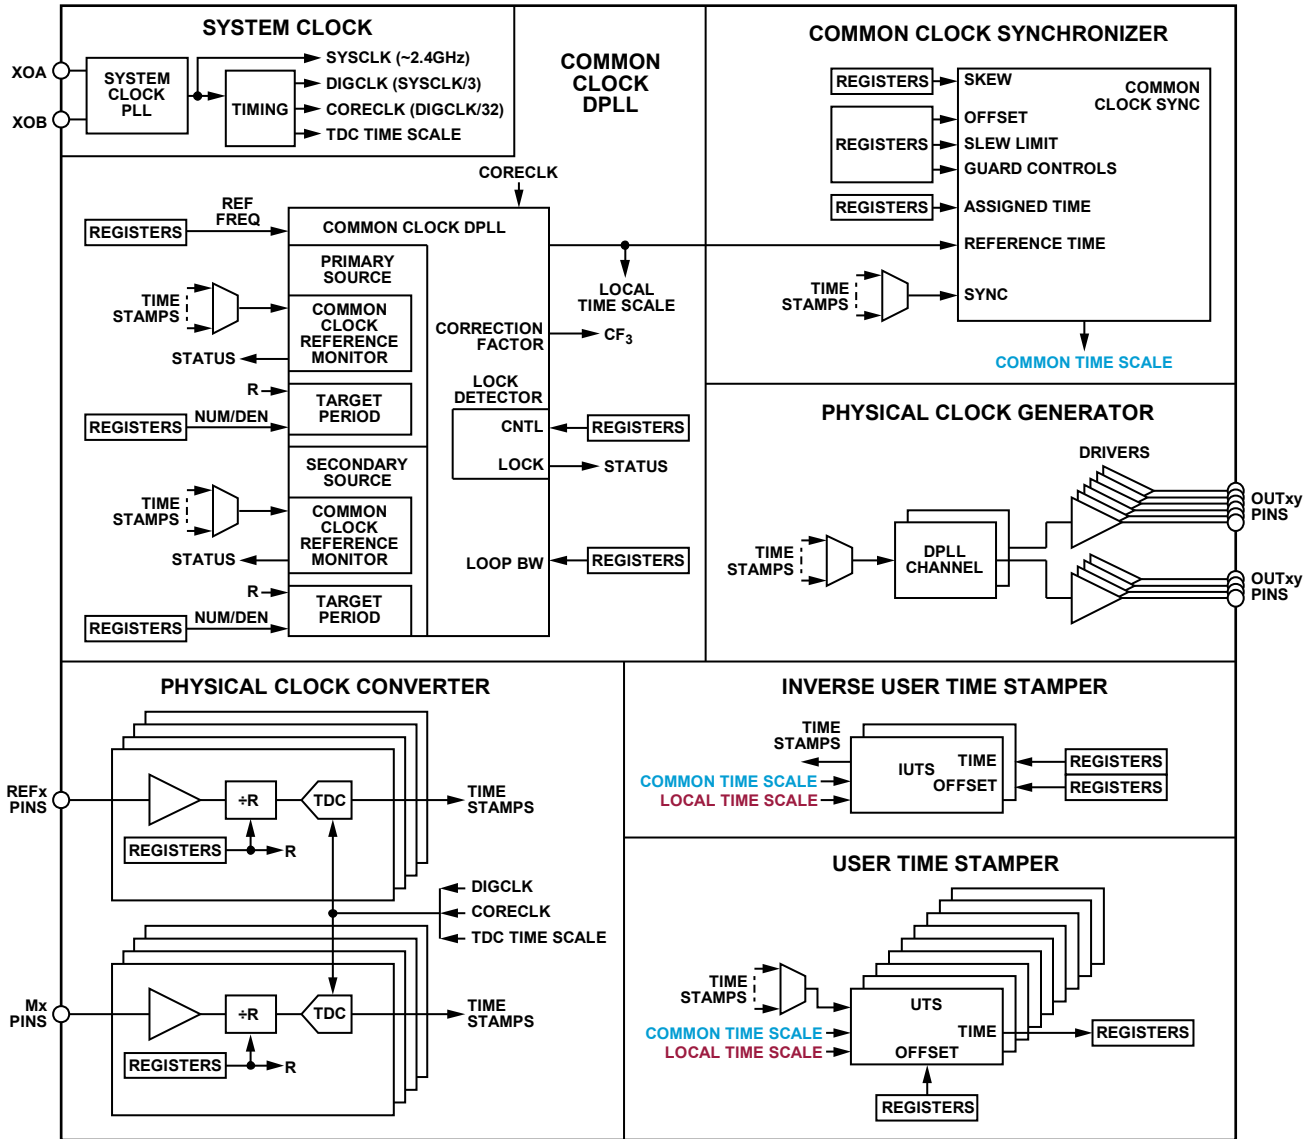 SYSTEM CLOCK
XOA
XOB
SYSTEM
CLOCK
PLL
TIMING
SYSCLK (~2.4GHz)
DIGCLK (SYSCLK/3)
CORECLK (DIGCLK/32)
TDC TIME SCALE
COMMON
CLOCK
DPLL
CORECLK
REF
FREQ
REGISTERS
COMMON CLOCK DPLL
PRIMARY
SOURCE
TIME
STAMPS
COMMON
CLOCK
REFERENCE
MONITOR
STATUS
R
NUM/DEN
REGISTERS
TARGET
PERIOD
SECONDARY
SOURCE
TIME
STAMPS
COMMON
CLOCK
REFERENCE
MONITOR
STATUS
R
NUM/DEN
REGISTERS
TARGET
PERIOD
LOCAL
TIME SCALE
CORRECTION
FACTOR
CF3
LOCK
DETECTOR
CNTL
REGISTERS
LOCK
STATUS
LOOP BW
REGISTERS
COMMON CLOCK SYNCHRONIZER
REGISTERS
SKEW
COMMON
CLOCK SYNC
REGISTERS
OFFSET
SLEW LIMIT
GUARD CONTROLS
REGISTERS
ASSIGNED TIME
REFERENCE TIME
TIME
STAMPS
SYNC
COMMON TIME SCALE
PHYSICAL CLOCK GENERATOR
DRIVERS
TIME
STAMPS
DPLL
CHANNEL
OUTxy
PINS
OUTxy
PINS
PHYSICAL CLOCK CONVERTER
REFx
PINS
÷R
TDC
TIME
STAMPS
REGISTERS
R
DIGCLK
CORECLK
TDC TIME SCALE
Mx
PINS
÷R
TDC
TIME
STAMPS
REGISTERS
R
INVERSE USER TIME STAMPER
TIME
STAMPS
COMMON TIME SCALE
LOCAL TIME SCALE
IUTS
TIME
OFFSET
REGISTERS
REGISTERS
USER TIME STAMPER
TIME
STAMPS
COMMON TIME SCALE
LOCAL TIME SCALE
UTS
TIME
OFFSET
REGISTERS
REGISTERS